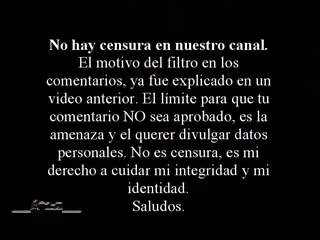 No hay censura en nuestro canal.
El motivo del filtro en los
comentarios, ya fue explicado en un
video anterior. El límite para que tu
comentario NO sea aprobado, es la
amenaza y el querer divulgar datos
personales. No es censura, es mi
derecho a cuidar mi integridad y mi
identidad.
Saludos.